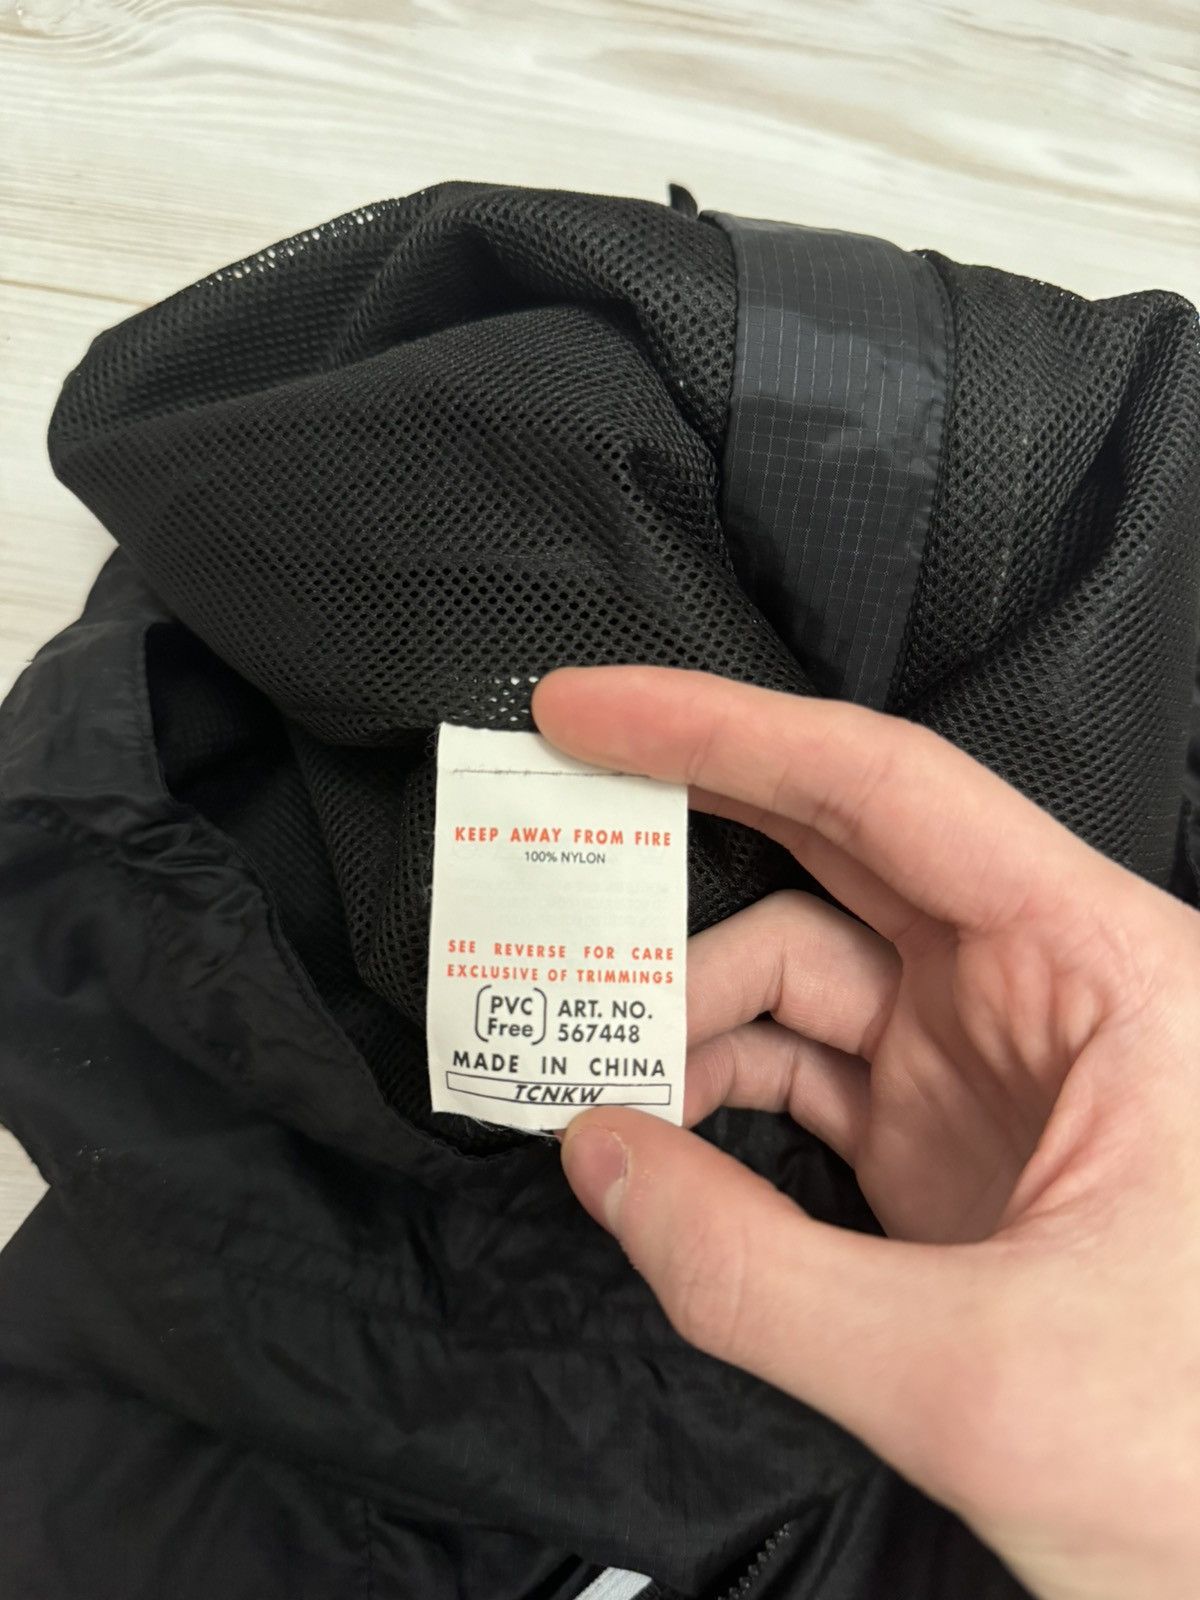 KEEP AWAY FROM FIRE
100% NYLON
SEE REVERSE FOR CARE
EXCLUSIVE OF TRIMMINGS
PVC Free ART. NO. 567448
MADE IN CHINA
TCNKW